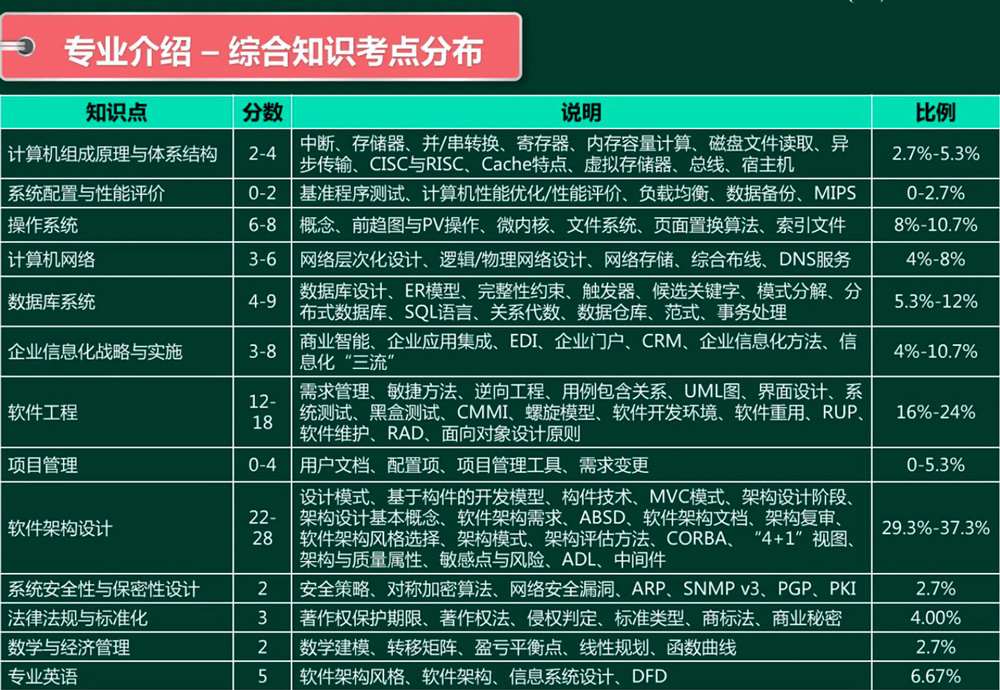 专业介绍 – 综合知识考点分布
知识点 分数 说明 比例
计算机组成原理与体系结构 2-4 中断、存储器、并/串转换、寄存器、内存容量计算、磁盘文件读取、异
步传输、CISC与RISC、Cache特点、虚拟存储器、总线、宿主机 2.7%-5.3%
系统配置与性能评价 0-2 基准程序测试、计算机性能优化/性能评价、负载均衡、数据备份、MIPS 0-2.7%
操作系统 6-8 概念、前趋图与PV操作、微内核、文件系统、页面置换算法、索引文件 8%-10.7%
计算机网络 3-6 网络层次化设计、逻辑/物理网络设计、网络存储、综合布线、DNS服务 4%-8%
数据库系统 4-9 数据库设计、ER模型、完整性约束、触发器、候选关键字、模式分解、分
布式数据库、SQL语言、关系代数、数据仓库、范式、事务处理 5.3%-12%
企业信息化战略与实施 3-8 商业智能、企业应用集成、EDI、企业门户、CRM、企业信息化方法、信
息化“三流” 4%-10.7%
软件工程 12-
18 需求管理、敏捷方法、逆向工程、用例包含关系、UML图、界面设计、系
统测试、黑盒测试、CMMI、螺旋模型、软件开发环境、软件重用、RUP、
软件维护、RAD、面向对象设计原则 16%-24%
项目管理 0-4 用户文档、配置项、项目管理工具、需求变更 0-5.3%
软件架构设计 22-
28 设计模式、基于构件的开发模型、构件技术、MVC模式、架构设计阶段、
架构设计基本概念、软件架构需求、ABSD、软件架构文档、架构复审、
软件架构风格选择、架构模式、架构评估方法、CORBA、“4+1”视图、
架构与质量属性、敏感点与风险、ADL、中间件 29.3%-37.3%
系统安全性与保密性设计 2 安全策略、对称加密算法、网络安全漏洞、ARP、SNMP v3、PGP、PKI 2.7%
法律法规与标准化 3 著作权保护期限、著作权法、侵权判定、标准类型、商标法、商业秘密 4.00%
数学与经济管理 2 数学建模、转移矩阵、盈亏平衡点、线性规划、函数曲线 2.7%
专业英语 5 软件架构风格、软件架构、信息系统设计、DFD 6.67%